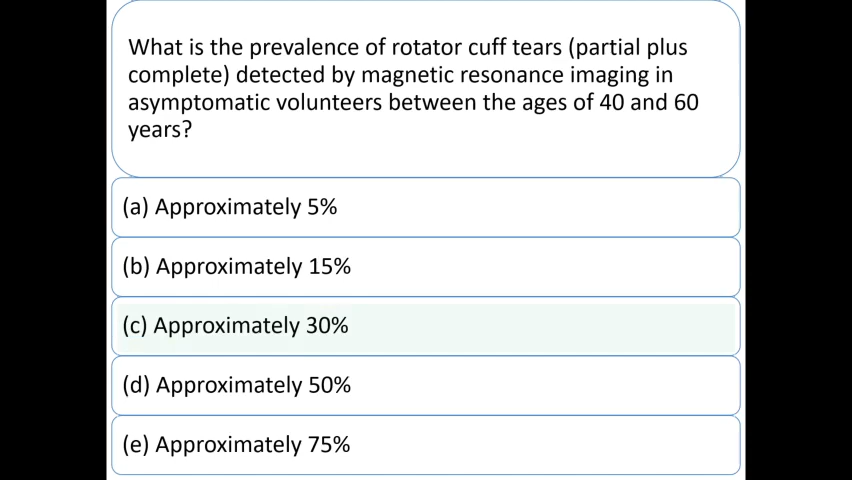 What is the prevalence of rotator cuff tears (partial plus
complete) detected by magnetic resonance imaging in
asymptomatic volunteers between the ages of 40 and 60
years?
(a) Approximately 5%
(b) Approximately 15%
(c) Approximately 30%
(d) Approximately 50%
(e) Approximately 75%